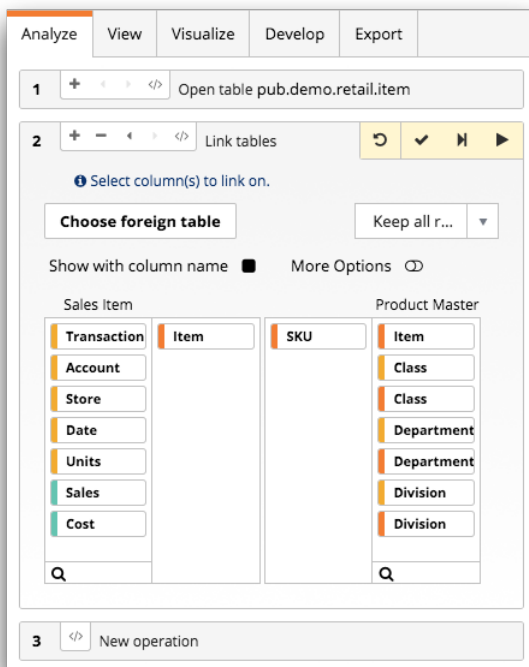 Analyze View Visualize Develop Export
1 Open table pub.demo.retail.item
2 Link tables
Select column(s) to link on.
Choose foreign table Keep all r...
Show with column name More Options
Sales Item Product Master
Transaction Item SKU Item
Account Class
Store Class
Date Department
Units Department
Sales Division
Cost Division
3 New operation